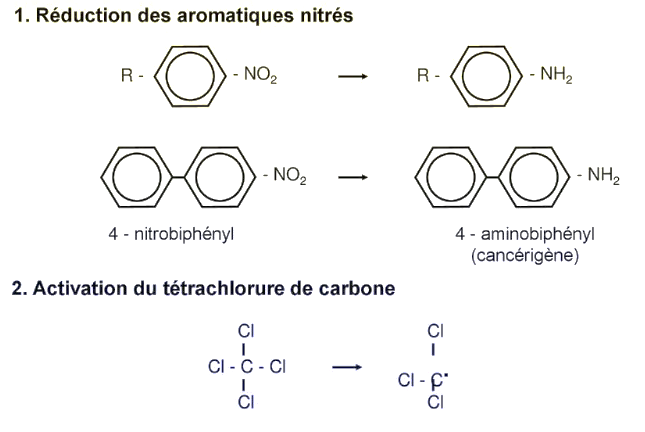 1. Réduction des aromatiques nitrés
R - - NO2 R - - NH2
- NO2 - NH2
4 - nitrobiphényl 4 - aminobiphényl
(cancérigène)
2. Activation du tétrachlorure de carbone
Cl Cl
Cl - C - Cl Cl - C•
Cl Cl